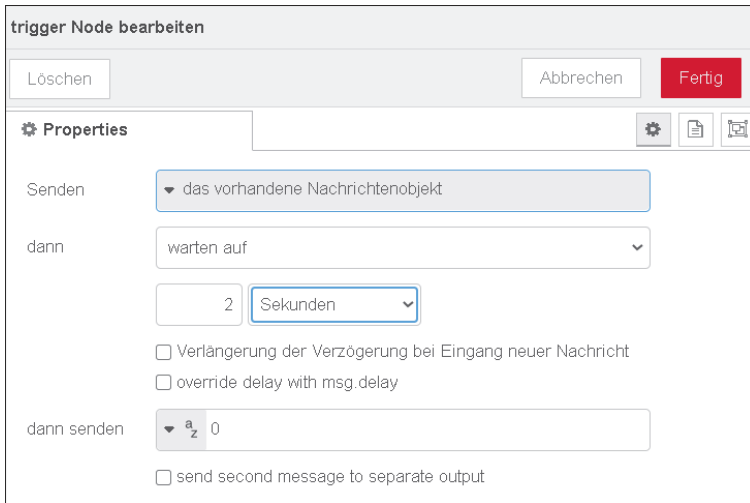 trigger Node bearbeiten
Löschen Abbrechen Fertig
Properties
Senden das vorhandene Nachrichtenobjekt
dann warten auf
2 Sekunden
Verlängerung der Verzögerung bei Eingang neuer Nachricht
override delay with msg.delay
dann senden az 0
send second message to separate output